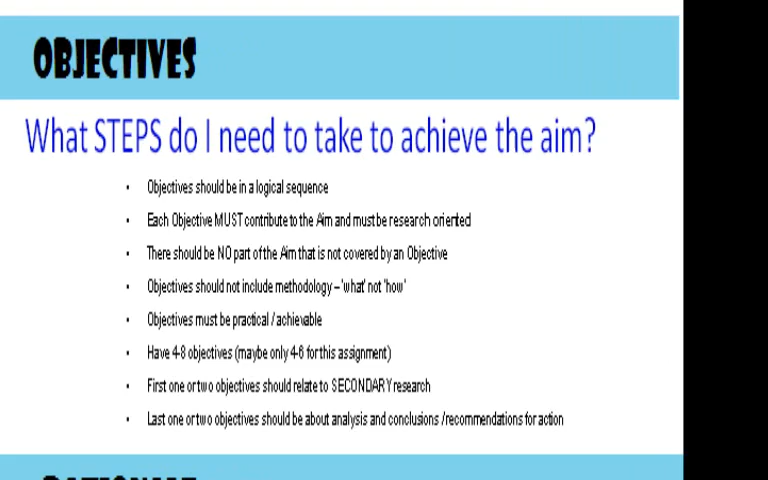 OBJECTIVES
What STEPS do I need to take to achieve the aim?
• Objectives should be in a logical sequence
• Each Objective MUST contribute to the Aim and must be research oriented
• There should be NO part of the Aim that is not covered by an Objective
• Objectives should not include methodology – 'what' not 'how'
• Objectives must be practical / achievable
• Have 4-8 objectives (maybe only 4-6 for this assignment)
• First one or two objectives should relate to SECONDARY research
• Last one or two objectives should be about analysis and conclusions /recommendations for action